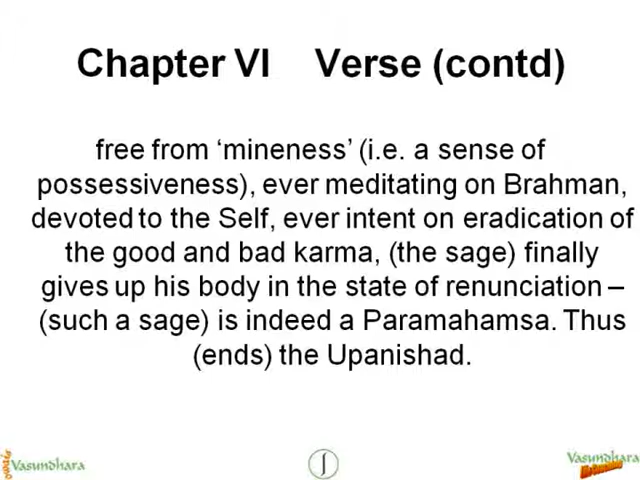 Chapter VI    Verse (contd)
free from ‘mineness’ (i.e. a sense of
possessiveness), ever meditating on Brahman,
devoted to the Self, ever intent on eradication of
the good and bad karma, (the sage) finally
gives up his body in the state of renunciation –
(such a sage) is indeed a Paramahamsa. Thus
(ends) the Upanishad.
Vasundhara
Vasundhara